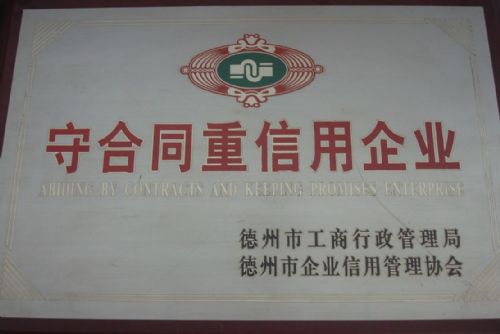 守合同重信用企业
ABIDING BY CONTRACTS AND KEEPING PROMISES ENTERPRISE
德州市工商行政管理局
德州市企业信用管理协会